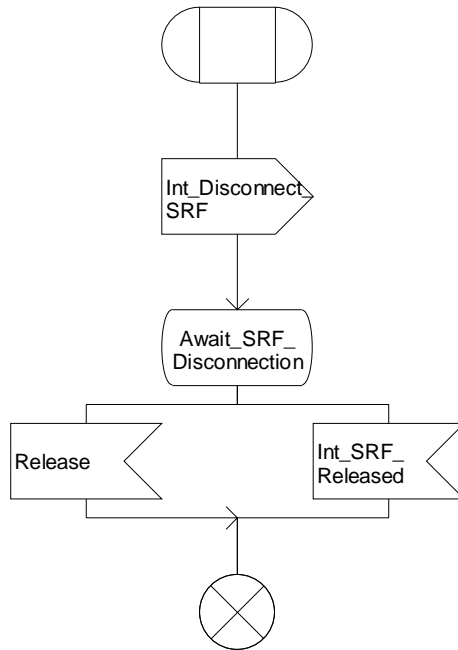 Int_Disconnect_
SRF
Await_SRF_
Disconnection
Release
Int_SRF_
Released